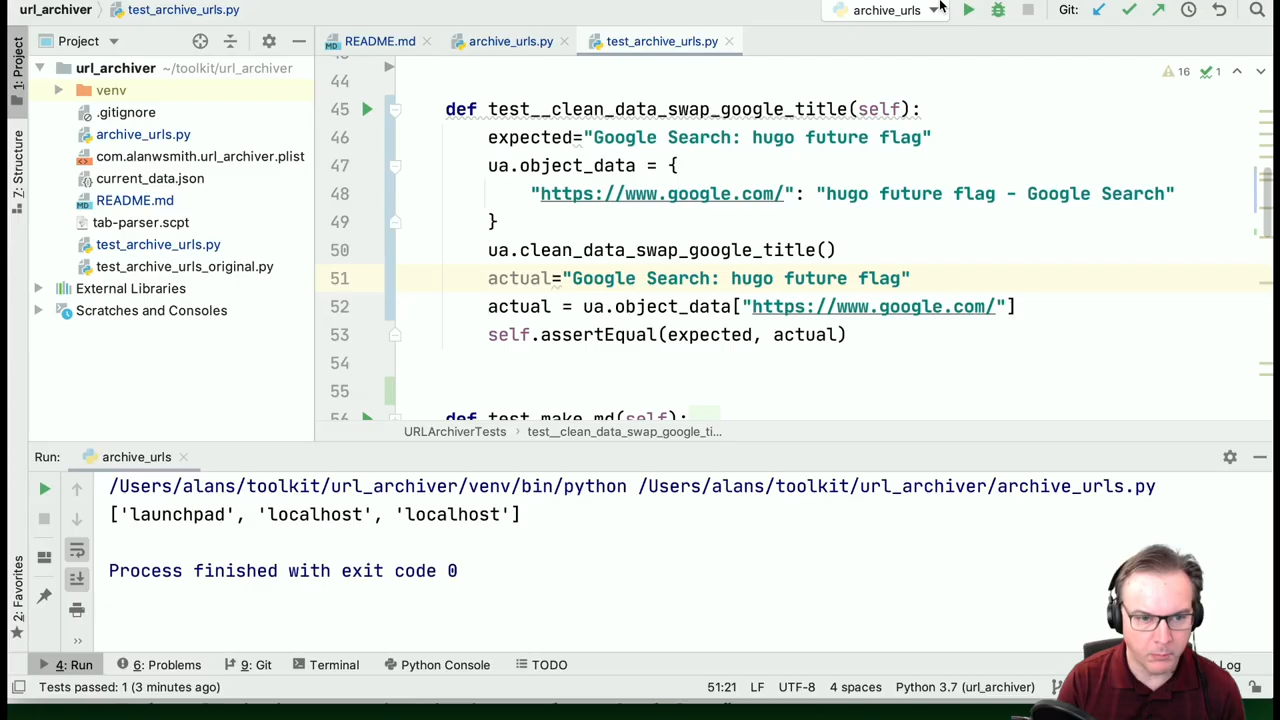 url_archiver test_archive_urls.py archive_urls Git:
1: Project
Project
url_archiver ~/toolkit/url_archiver
venv
.gitignore
archive_urls.py
com.alanwsmith.url_archiver.plist
current_data.json
README.md
tab-parser.scpt
test_archive_urls.py
test_archive_urls_original.py
External Libraries
Scratches and Consoles
7: Structure
2: Favorites
README.md archive_urls.py test_archive_urls.py
16 1
44
45 def test__clean_data_swap_google_title(self):
46 expected="Google Search: hugo future flag"
47 ua.object_data = {
48 "https://www.google.com/": "hugo future flag - Google Search"
49 }
50 ua.clean_data_swap_google_title()
51 actual="Google Search: hugo future flag"
52 actual = ua.object_data["https://www.google.com/"]
53 self.assertEqual(expected, actual)
54
55
56 def test_make_md(self):
URLArchiverTests test__clean_data_swap_google_ti...
Run: archive_urls
/Users/alans/toolkit/url_archiver/venv/bin/python /Users/alans/toolkit/url_archiver/archive_urls.py
['launchpad', 'localhost', 'localhost']
Process finished with exit code 0
4: Run 6: Problems 9: Git Terminal Python Console TODO Log
Tests passed: 1 (3 minutes ago) 51:21 LF UTF-8 4 spaces Python 3.7 (url_archiver)